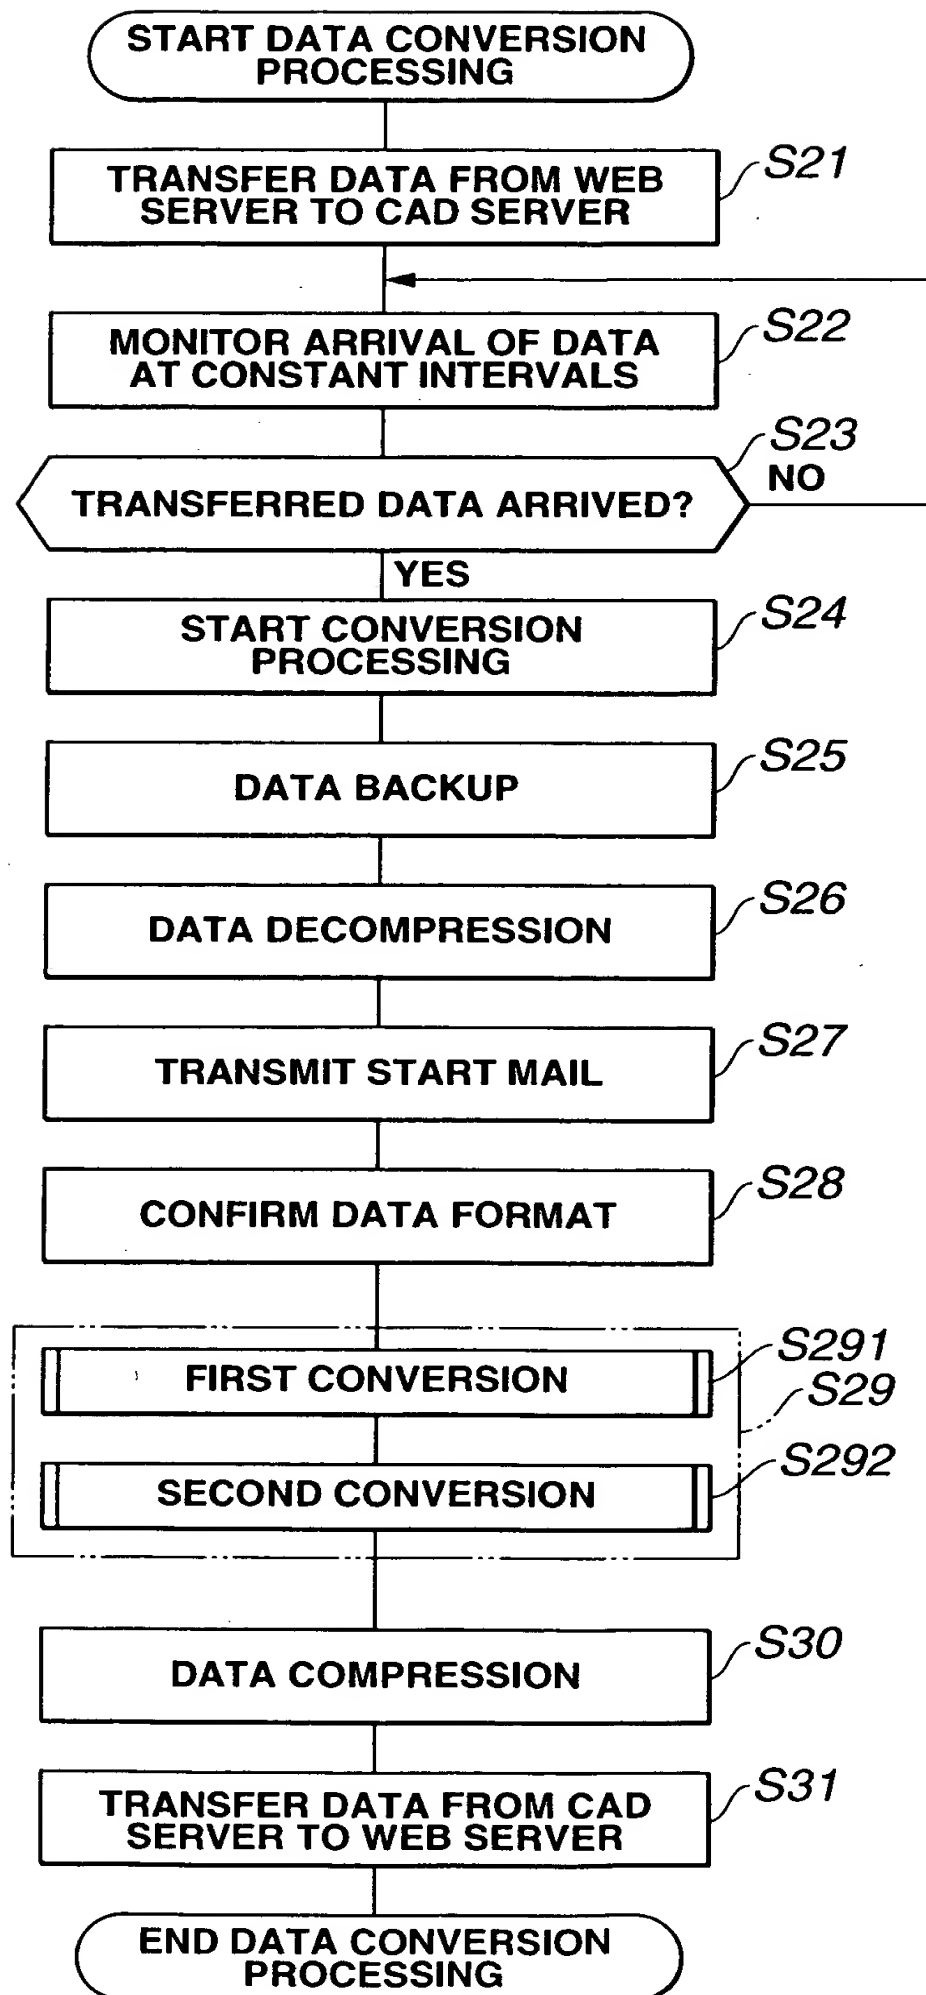 START DATA CONVERSION
PROCESSING
S21
TRANSFER DATA FROM WEB
SERVER TO CAD SERVER
S22
MONITOR ARRIVAL OF DATA
AT CONSTANT INTERVALS
S23
NO
TRANSFERRED DATA ARRIVED?
YES
S24
START CONVERSION
PROCESSING
S25
DATA BACKUP
S26
DATA DECOMPRESSION
S27
TRANSMIT START MAIL
S28
CONFIRM DATA FORMAT
S291
FIRST CONVERSION
S29
S292
SECOND CONVERSION
S30
DATA COMPRESSION
S31
TRANSFER DATA FROM CAD
SERVER TO WEB SERVER
END DATA CONVERSION
PROCESSING